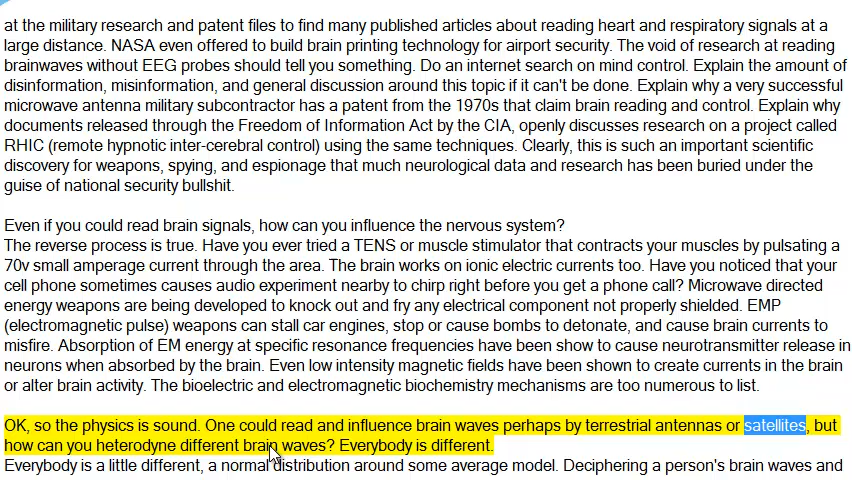 at the military research and patent files to find many published articles about reading heart and respiratory signals at a
large distance. NASA even offered to build brain printing technology for airport security. The void of research at reading
brainwaves without EEG probes should tell you something. Do an internet search on mind control. Explain the amount of
disinformation, misinformation, and general discussion around this topic if it can't be done. Explain why a very successful
microwave antenna military subcontractor has a patent from the 1970s that claim brain reading and control. Explain why
documents released through the Freedom of Information Act by the CIA, openly discusses research on a project called
RHIC (remote hypnotic inter-cerebral control) using the same techniques. Clearly, this is such an important scientific
discovery for weapons, spying, and espionage that much neurological data and research has been buried under the
guise of national security bullshit.
Even if you could read brain signals, how can you influence the nervous system?
The reverse process is true. Have you ever tried a TENS or muscle stimulator that contracts your muscles by pulsating a
70v small amperage current through the area. The brain works on ionic electric currents too. Have you noticed that your
cell phone sometimes causes audio experiment nearby to chirp right before you get a phone call? Microwave directed
energy weapons are being developed to knock out and fry any electrical component not properly shielded. EMP
(electromagnetic pulse) weapons can stall car engines, stop or cause bombs to detonate, and cause brain currents to
misfire. Absorption of EM energy at specific resonance frequencies have been show to cause neurotransmitter release in
neurons when absorbed by the brain. Even low intensity magnetic fields have been shown to create currents in the brain
or alter brain activity. The bioelectric and electromagnetic biochemistry mechanisms are too numerous to list.
OK, so the physics is sound. One could read and influence brain waves perhaps by terrestrial antennas or satellites, but
how can you heterodyne different brain waves? Everybody is different.
Everybody is a little different, a normal distribution around some average model. Deciphering a person's brain waves and